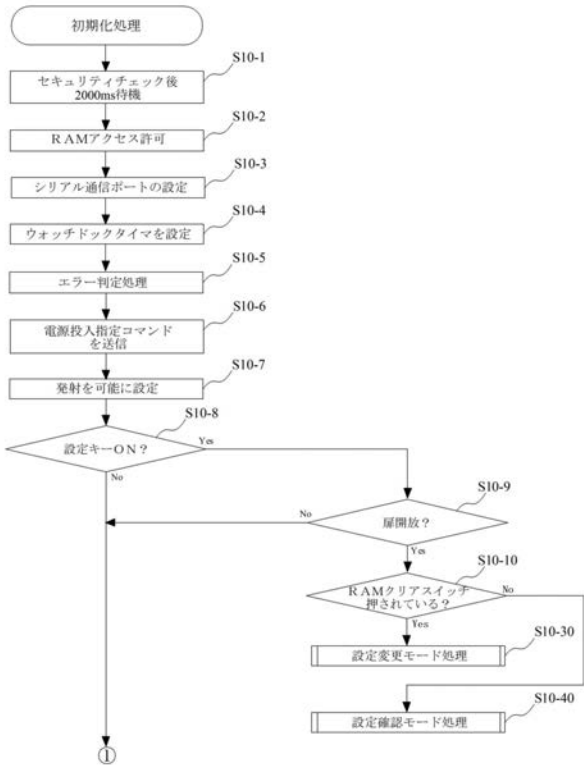 初期化処理
S10-1
セキュリティチェック後
2000ms待機
S10-2
ＲＡＭアクセス許可
S10-3
シリアル通信ポートの設定
S10-4
ウォッチドックタイマを設定
S10-5
エラー判定処理
S10-6
電源投入指定コマンド
を送信
S10-7
発射を可能に設定
S10-8
設定キーＯＮ？
Yes
No
S10-9
扉開放？
No
Yes
S10-10
ＲＡＭクリアスイッチ
押されている？
No
Yes
S10-30
設定変更モード処理
S10-40
設定確認モード処理
①